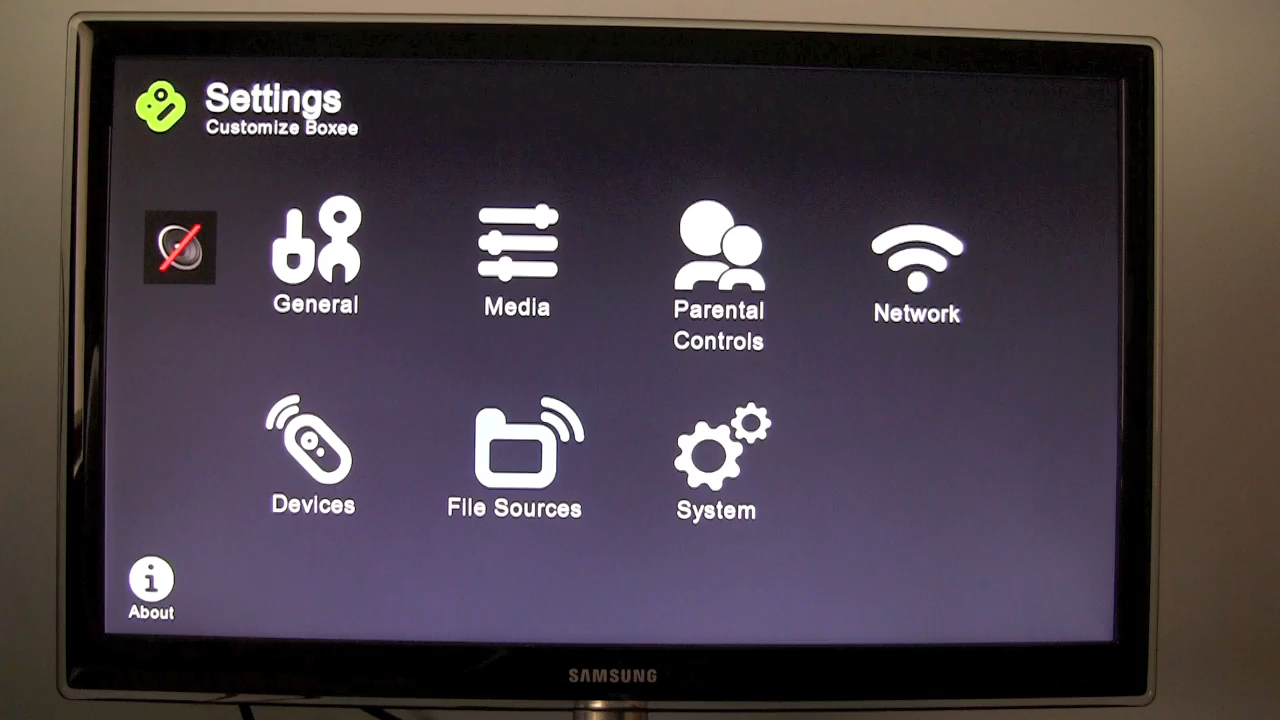 Settings
Customize Boxee
General
Media
Parental
Controls
Network
Devices
File Sources
System
i
About
SAMSUNG